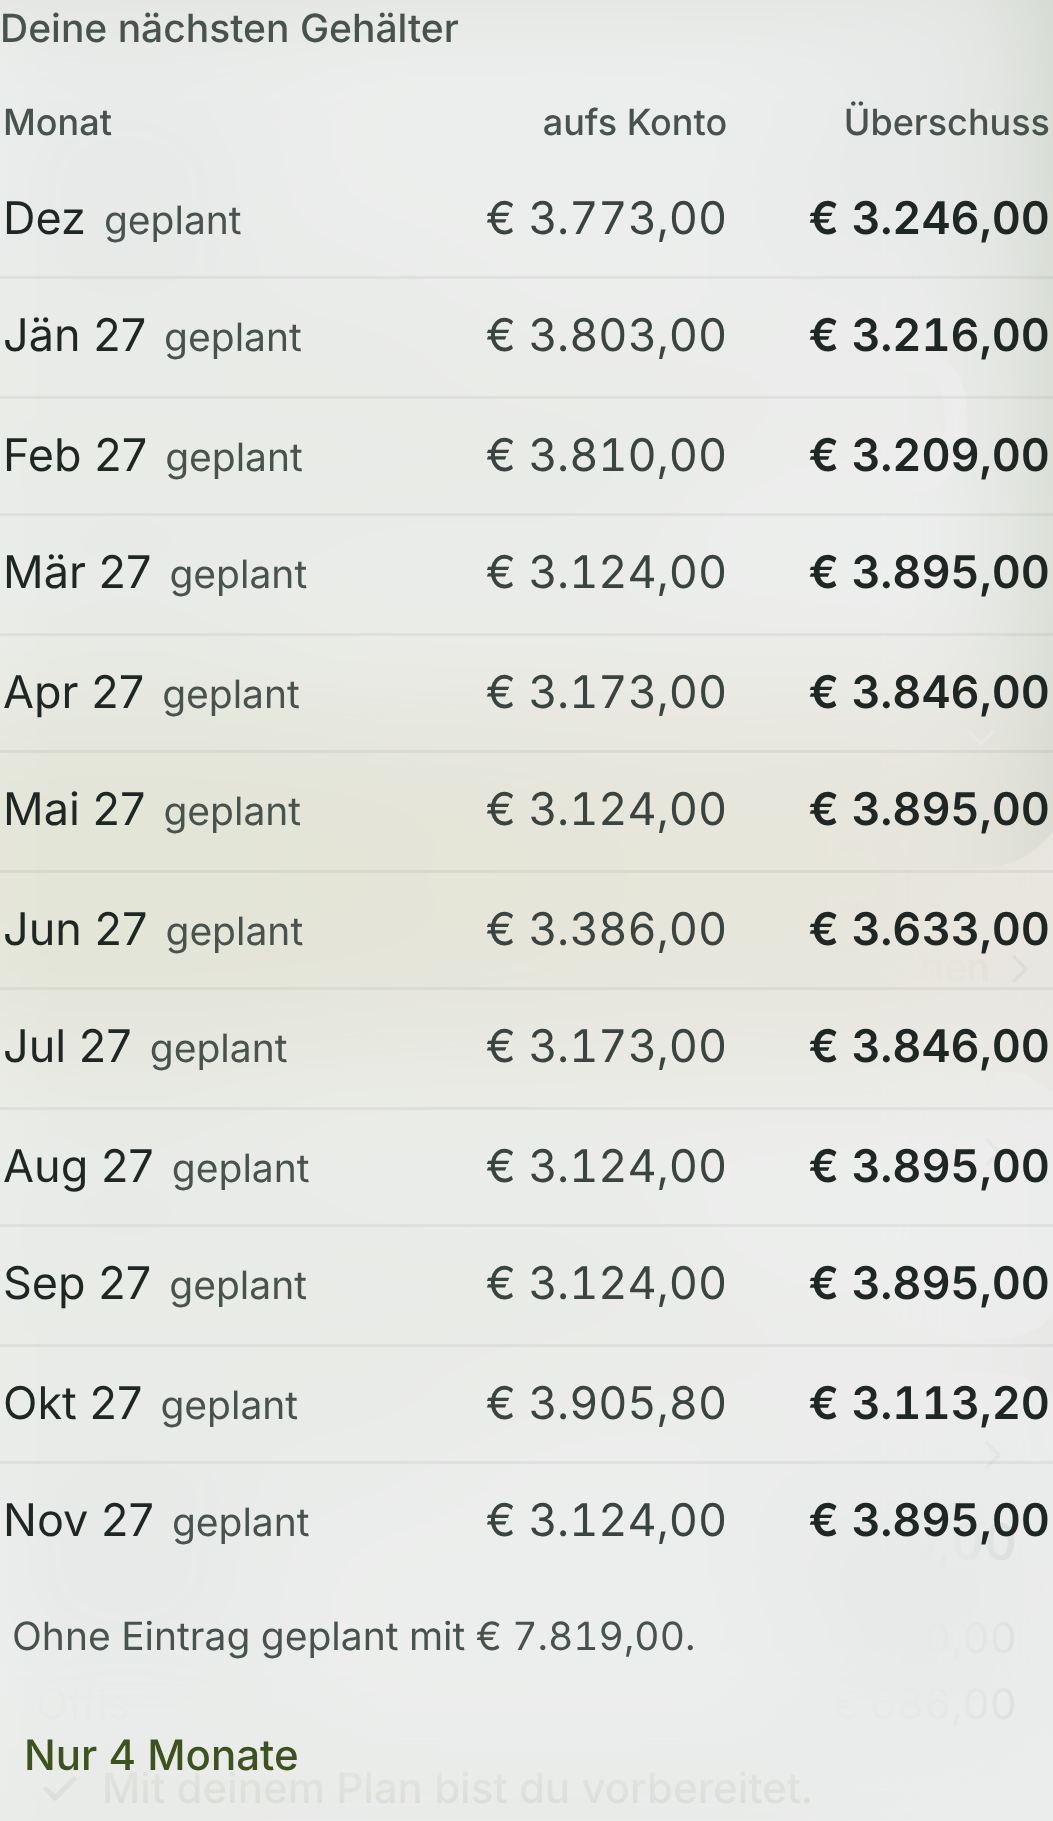 Deine nächsten Gehälter
Monat aufs Konto Überschuss
Dez geplant € 3.773,00 € 3.246,00
Jän 27 geplant € 3.803,00 € 3.216,00
Feb 27 geplant € 3.810,00 € 3.209,00
Mär 27 geplant € 3.124,00 € 3.895,00
Apr 27 geplant € 3.173,00 € 3.846,00
Mai 27 geplant € 3.124,00 € 3.895,00
Jun 27 geplant € 3.386,00 € 3.633,00
Jul 27 geplant € 3.173,00 € 3.846,00
Aug 27 geplant € 3.124,00 € 3.895,00
Sep 27 geplant € 3.124,00 € 3.895,00
Okt 27 geplant € 3.905,80 € 3.113,20
Nov 27 geplant € 3.124,00 € 3.895,00
Ohne Eintrag geplant mit € 7.819,00.
Öffis € 686,00
Nur 4 Monate
Mit deinem Plan bist du vorbereitet.